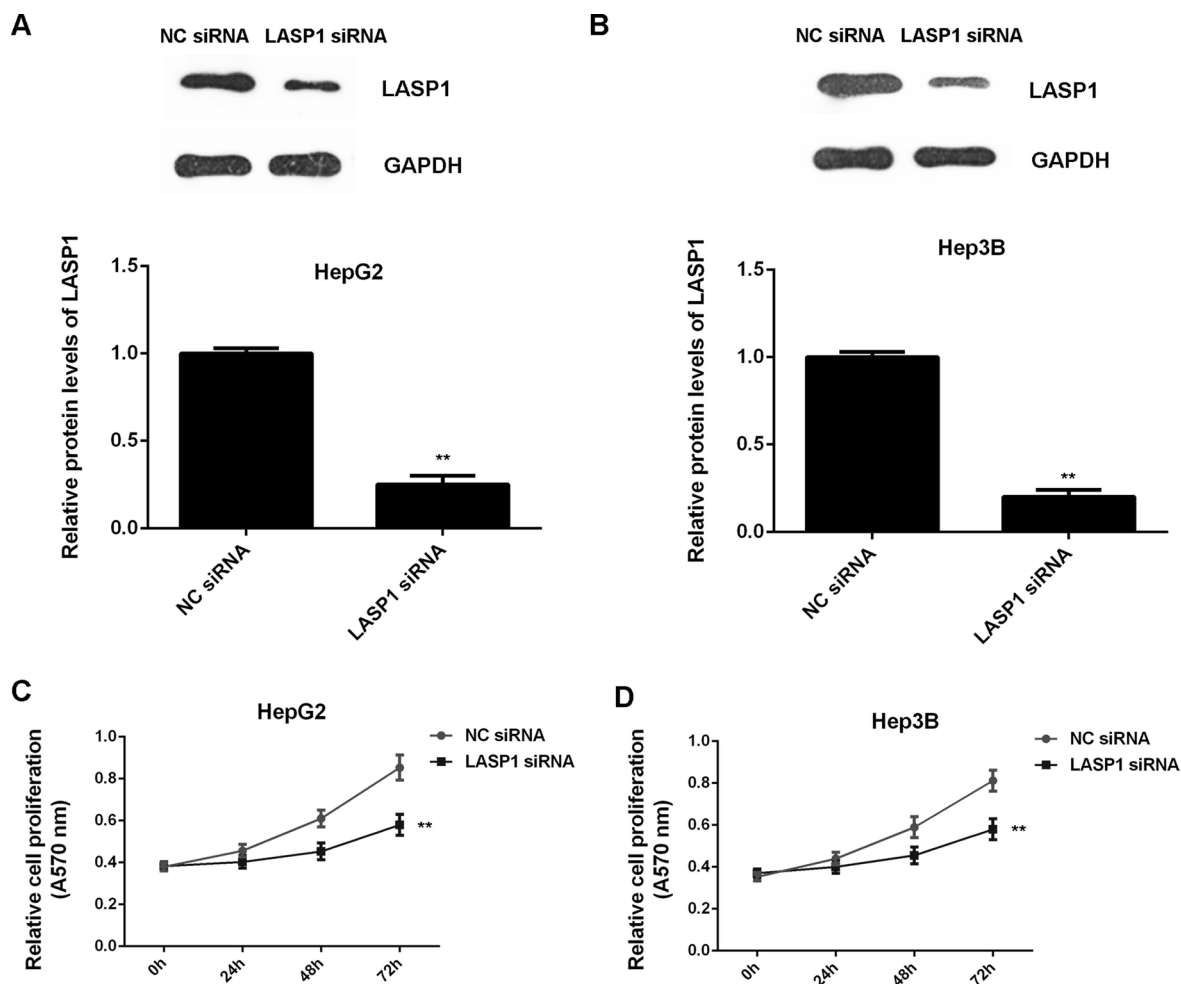 A
NC siRNA LASP1 siRNA
LASP1
GAPDH
Relative protein levels of LASP1
HepG2
1.5
1.0
0.5
0.0
**
NC siRNA
LASP1 siRNA
B
NC siRNA LASP1 siRNA
LASP1
GAPDH
Relative protein levels of LASP1
Hep3B
1.5
1.0
0.5
0.0
**
NC siRNA
LASP1 siRNA
C
HepG2
Relative cell proliferation
(A570 nm)
1.0
0.8
0.6
0.4
0.2
0.0
NC siRNA
LASP1 siRNA
**
0h
24h
48h
72h
D
Hep3B
Relative cell proliferation
(A570 nm)
1.0
0.8
0.6
0.4
0.2
0.0
NC siRNA
LASP1 siRNA
**
0h
24h
48h
72h